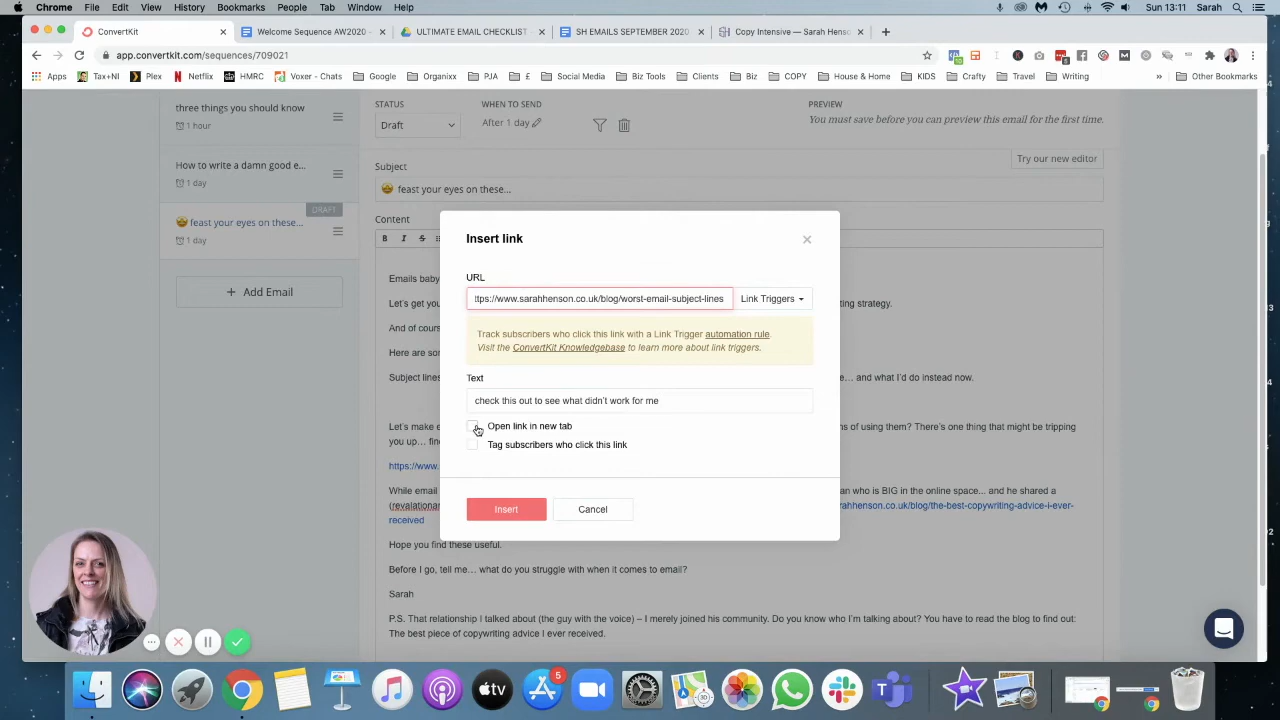 Chrome File Edit View History Bookmarks People Tab Window Help
Sun 13:11 Sarah
ConvertKit
Welcome Sequence AW2020 -
ULTIMATE EMAIL CHECKLIST
SH EMAILS SEPTEMBER 2020
Copy Intensive — Sarah Hens
app.convertkit.com/sequences/709021
Apps Tax+NI Plex Netflix HMRC Voxer - Chats Google Organixx PJA £ Social Media Biz Tools Clients Biz COPY House & Home KIDS Crafty Travel Writing » Other Bookmarks
three things you should know
1 hour
How to write a damn good e...
1 day
DRAFT
🤩 feast your eyes on these...
1 day
+ Add Email
STATUS
WHEN TO SEND
PREVIEW
Draft
After 1 day
You must save before you can preview this email for the first time.
Subject
Try our new editor
🤩 feast your eyes on these...
Content
B I S
Emails baby
Let's get you
ting strategy.
And of cours
Here are sor
Subject lines
e… and what I'd do instead now.
Let's make e
ns of using them? There's one thing that might be tripping
you up… fin
https://www.
While email
an who is BIG in the online space... and he shared a
(revalationar
rahhenson.co.uk/blog/the-best-copywriting-advice-i-ever-
received
Hope you find these useful.
Before I go, tell me… what do you struggle with when it comes to email?
Sarah
P.S. That relationship I talked about (the guy with the voice) – I merely joined his community. Do you know who I'm talking about? You have to read the blog to find out:
The best piece of copywriting advice I ever received.
Insert link
×
URL
ttps://www.sarahhenson.co.uk/blog/worst-email-subject-lines
Link Triggers
Track subscribers who click this link with a Link Trigger automation rule.
Visit the ConvertKit Knowledgebase to learn more about link triggers.
Text
check this out to see what didn't work for me
Open link in new tab
Tag subscribers who click this link
Insert
Cancel
5
tv